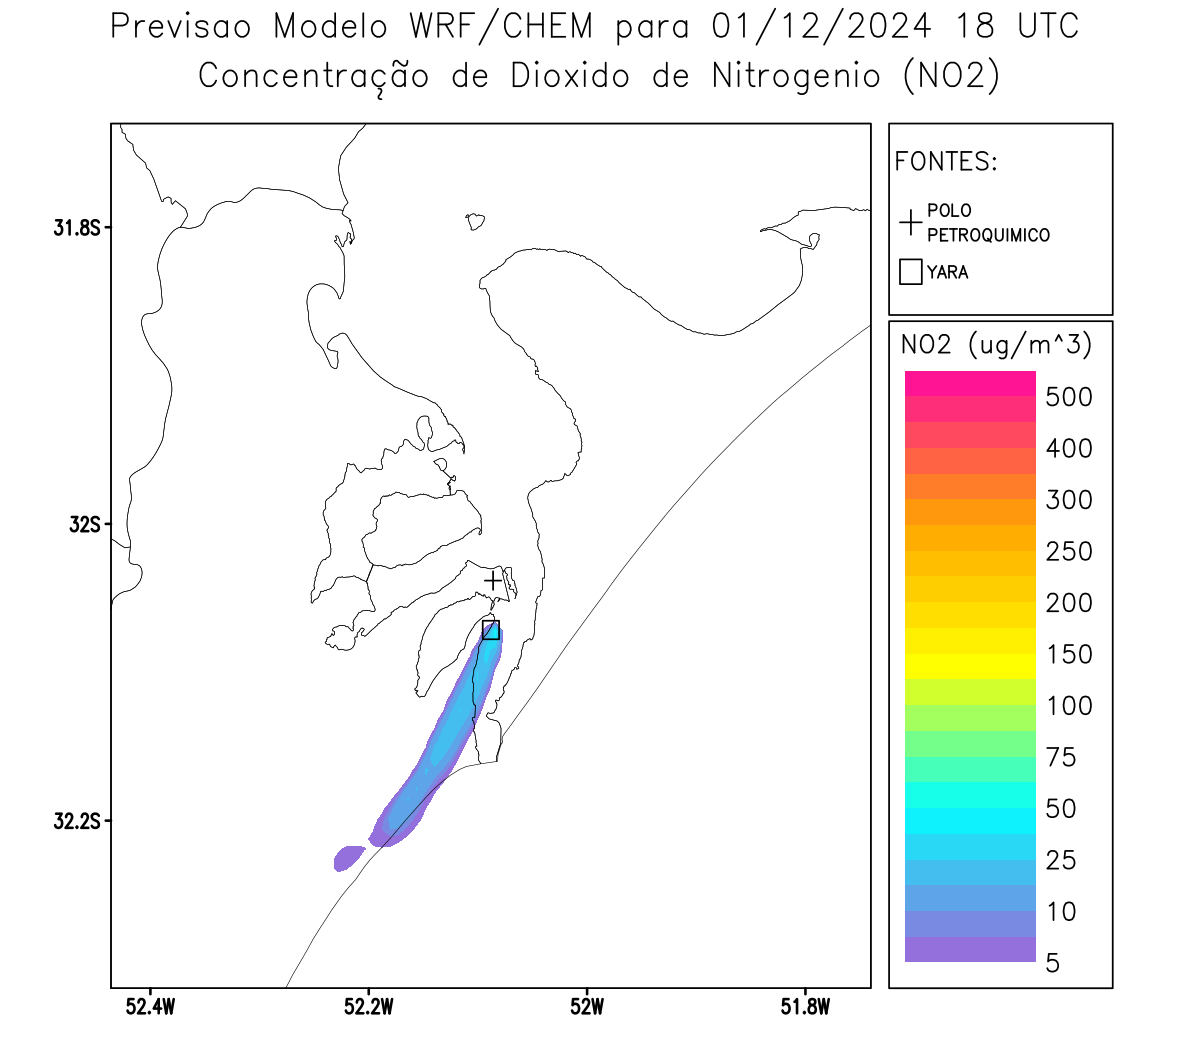 Previsao Modelo WRF/CHEM para 01/12/2024 18 UTC
Concentração de Dioxido de Nitrogenio (NO2)
FONTES:
POLO
PETROQUIMICO
YARA
NO2 (ug/m^3)
500
400
300
250
200
150
100
75
50
25
10
5
31.8S
32S
32.2S
52.4W
52.2W
52W
51.8W